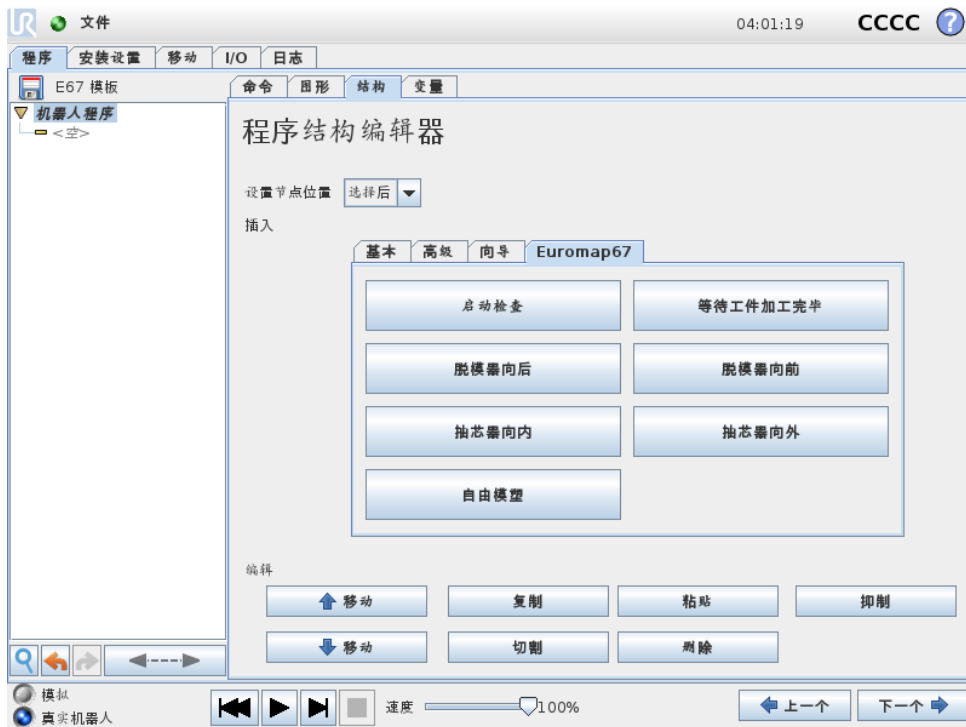 UR 文件 04:01:19 CCCC ?
程序 安装设置 移动 I/O 日志
E67 模板 命令 图形 结构 变量
机器人程序
<空>
程序结构编辑器
设置节点位置 选择后
插入
基本 高级 向导 Euromap67
启动检查 等待工件加工完毕
脱模器向后 脱模器向前
抽芯器向内 抽芯器向外
自由模塑
编辑
移动 复制 粘贴 抑制
移动 切割 删除
模拟
真实机器人
速度 100% 上一个 下一个